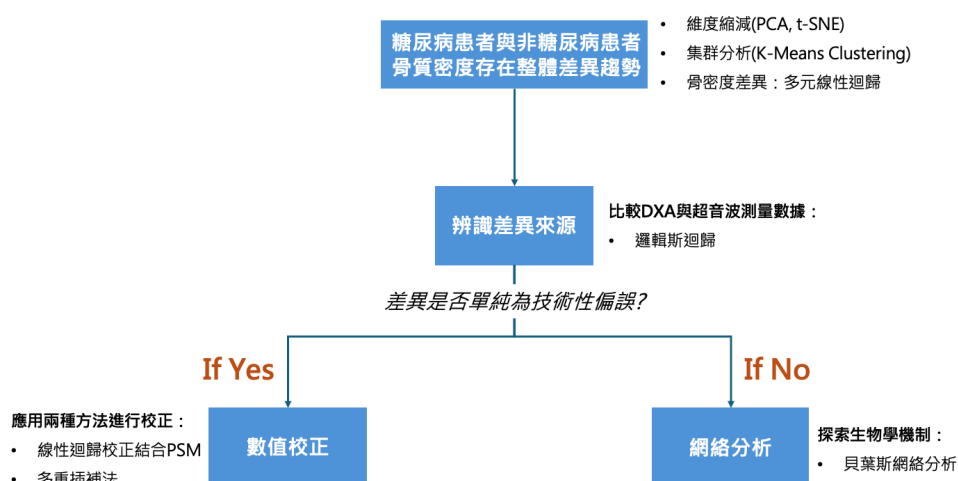 糖尿病患者與非糖尿病患者
骨質密度存在整體差異趨勢
• 維度縮減(PCA, t-SNE)
• 集群分析(K-Means Clustering)
• 骨密度差異：多元線性迴歸
辨識差異來源
比較DXA與超音波測量數據：
• 邏輯斯迴歸
差異是否單純為技術性偏誤?
If Yes
If No
應用兩種方法進行校正：
• 線性迴歸校正結合PSM
• 多重插補法
數值校正
網絡分析
探索生物學機制：
• 貝葉斯網絡分析